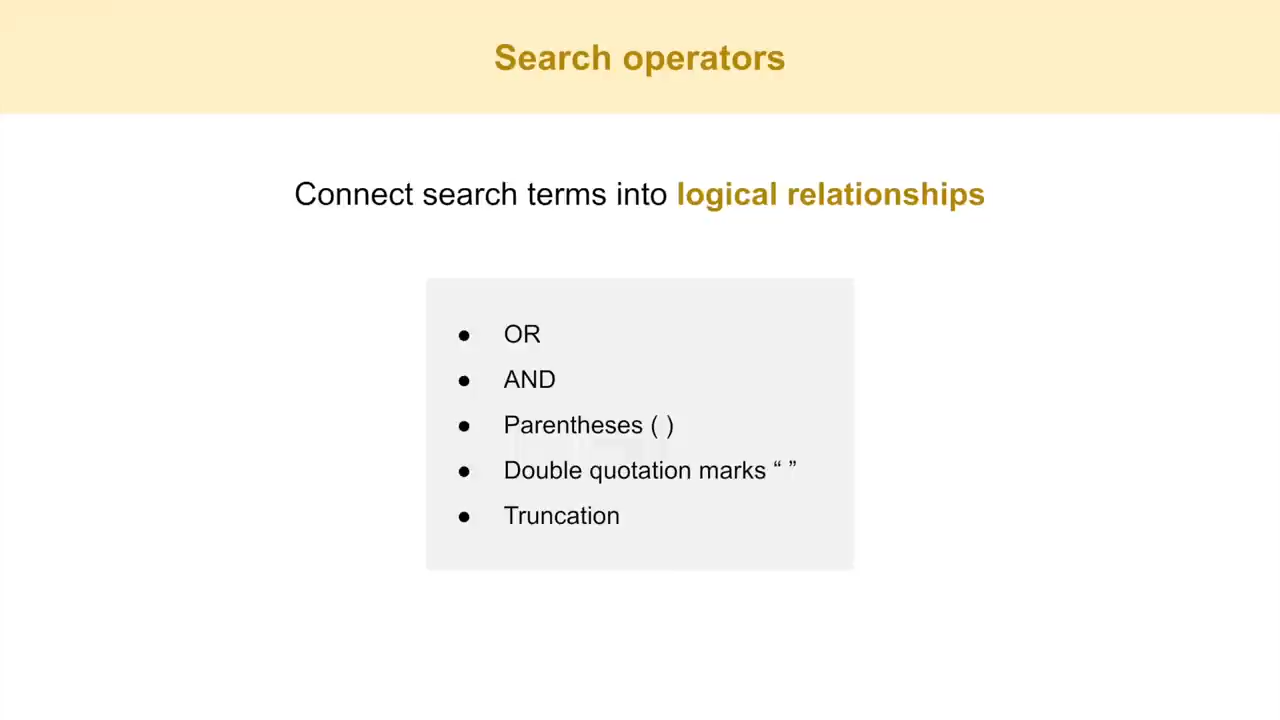 Search operators
Connect search terms into logical relationships
● OR
● AND
● Parentheses ( )
● Double quotation marks “ ”
● Truncation